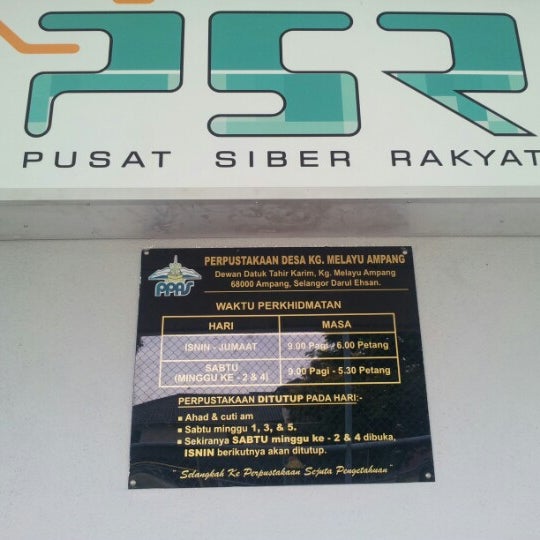 PSR
PUSAT SIBER RAKYAT
PPAS
PERPUSTAKAAN DESA KG. MELAYU AMPANG
Dewan Datuk Tahir Karim, Kg. Melayu Ampang
68000 Ampang, Selangor Darul Ehsan.
WAKTU PERKHIDMATAN
HARI MASA
ISNIN - JUMAAT 9.00 Pagi - 6.00 Petang
SABTU
(MINGGU KE - 2 & 4) 9.00 Pagi - 5.30 Petang
PERPUSTAKAAN DITUTUP PADA HARI:-
Ahad & cuti am
Sabtu minggu 1, 3, & 5.
Sekiranya SABTU minggu ke - 2 & 4 dibuka,
ISNIN berikutnya akan ditutup.
"Selangkah Ke Perpustakaan Sejuta Pengetahuan"